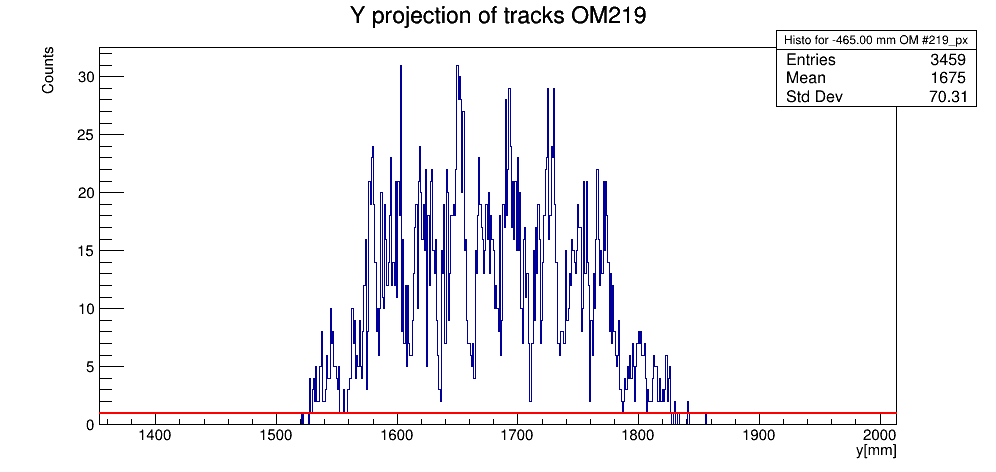 Y projection of tracks OM219
Histo for -465.00 mm OM #219_px
Entries 3459
Mean 1675
Std Dev 70.31
Counts
30
25
20
15
10
5
0
1400 1500 1600 1700 1800 1900 2000
y[mm]